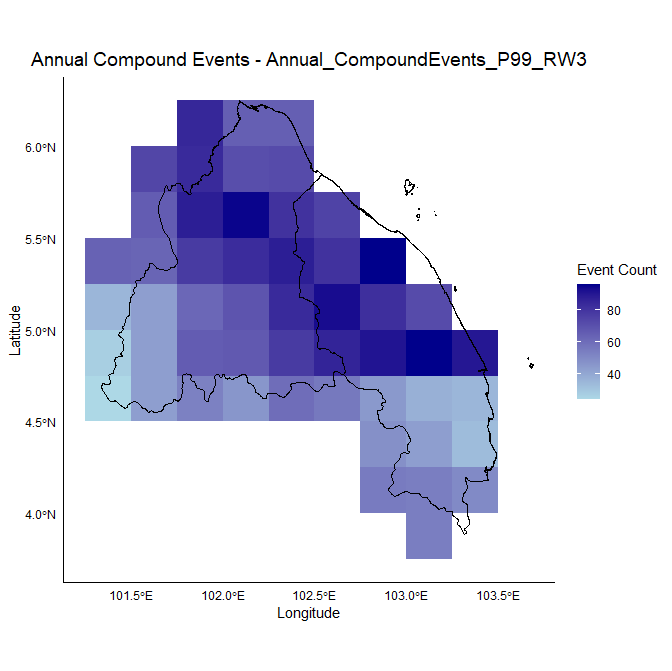 Annual Compound Events - Annual_CompoundEvents_P99_RW3
6.0°N
5.5°N
5.0°N
4.5°N
4.0°N
Latitude
101.5°E
102.0°E
102.5°E
103.0°E
103.5°E
Longitude
Event Count
80
60
40